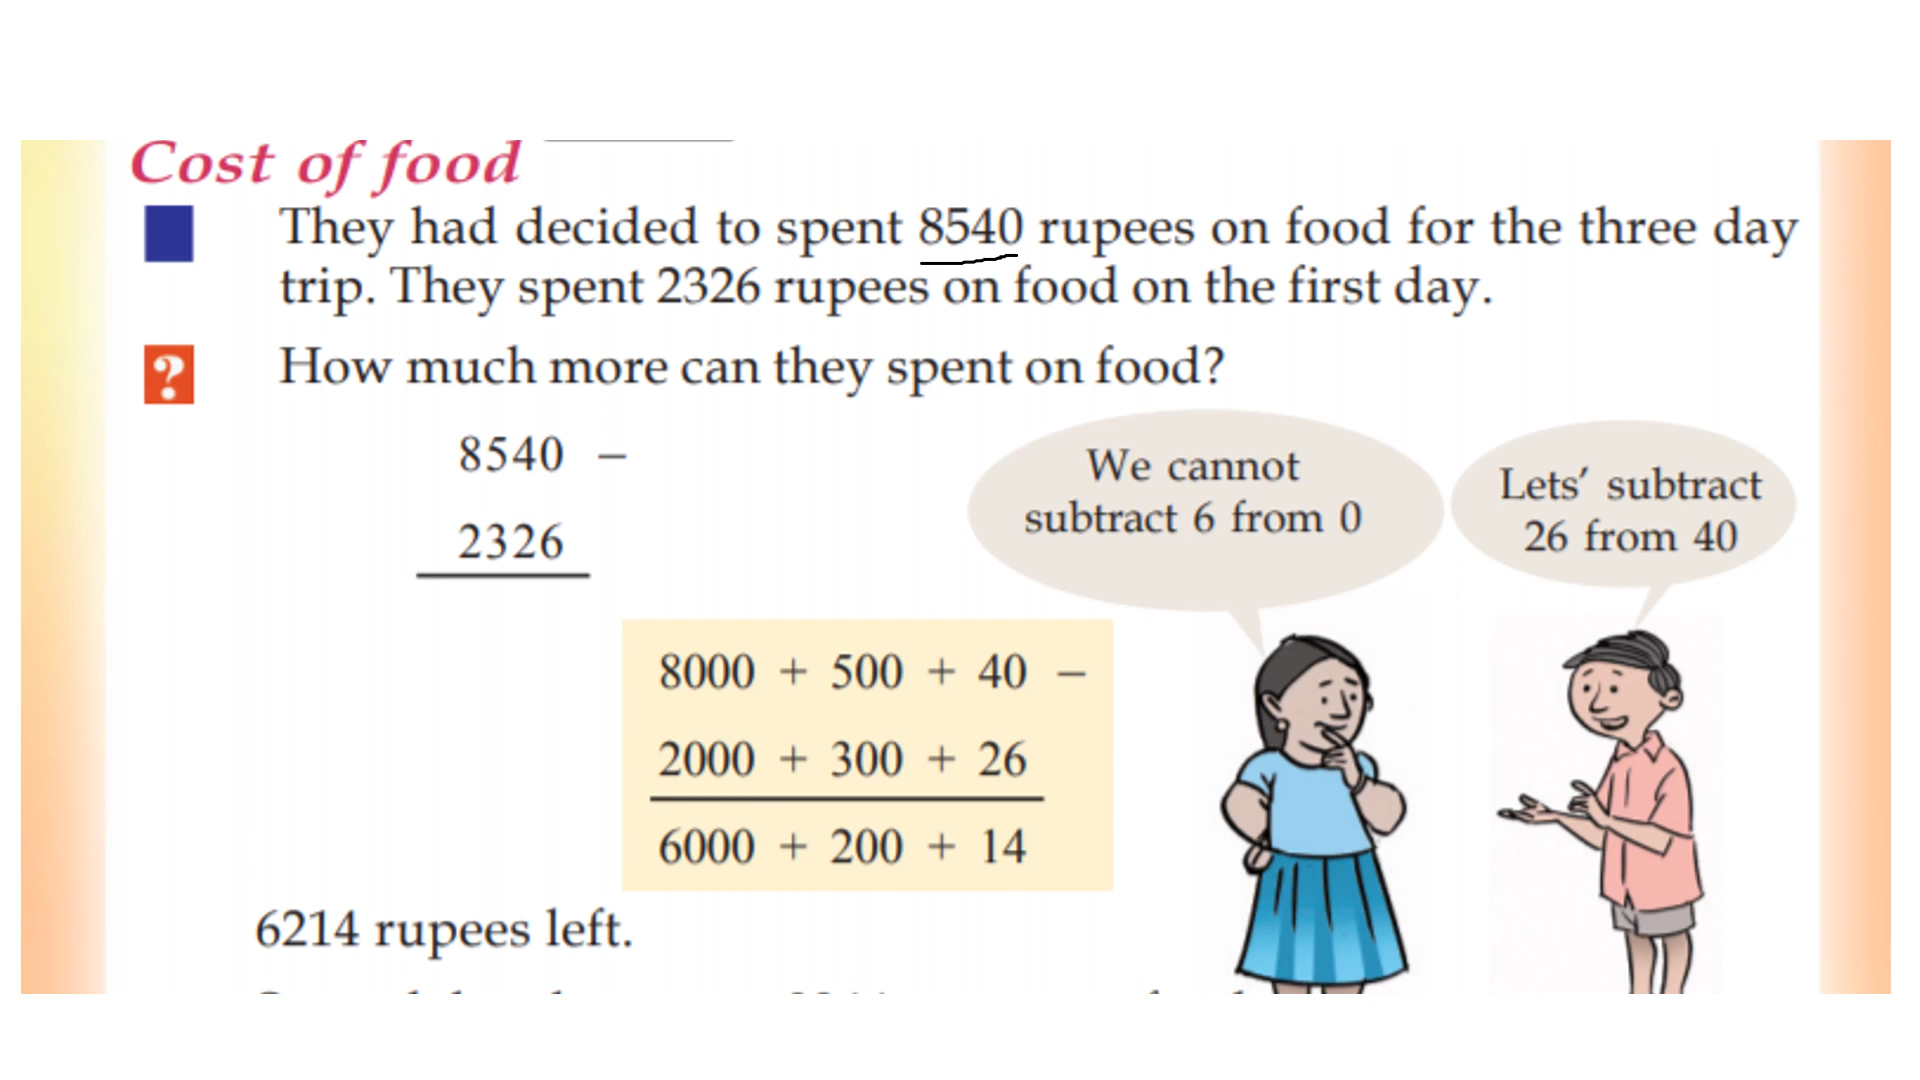 Cost of food
They had decided to spent 8540 rupees on food for the three day
trip. They spent 2326 rupees on food on the first day.
? How much more can they spent on food?
8540 –
2326
We cannot
subtract 6 from 0
Lets’ subtract
26 from 40
8000 + 500 + 40 –
2000 + 300 + 26
6000 + 200 + 14
6214 rupees left.